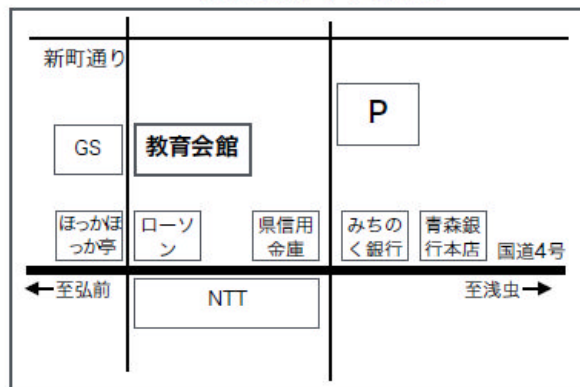 新町通り
P
GS
教育会館
ほっかほ
っか亭
ローソ
ン
県信用
金庫
みちの
く銀行
青森銀
行本店
国道4号
←至弘前
NTT
至浅虫→